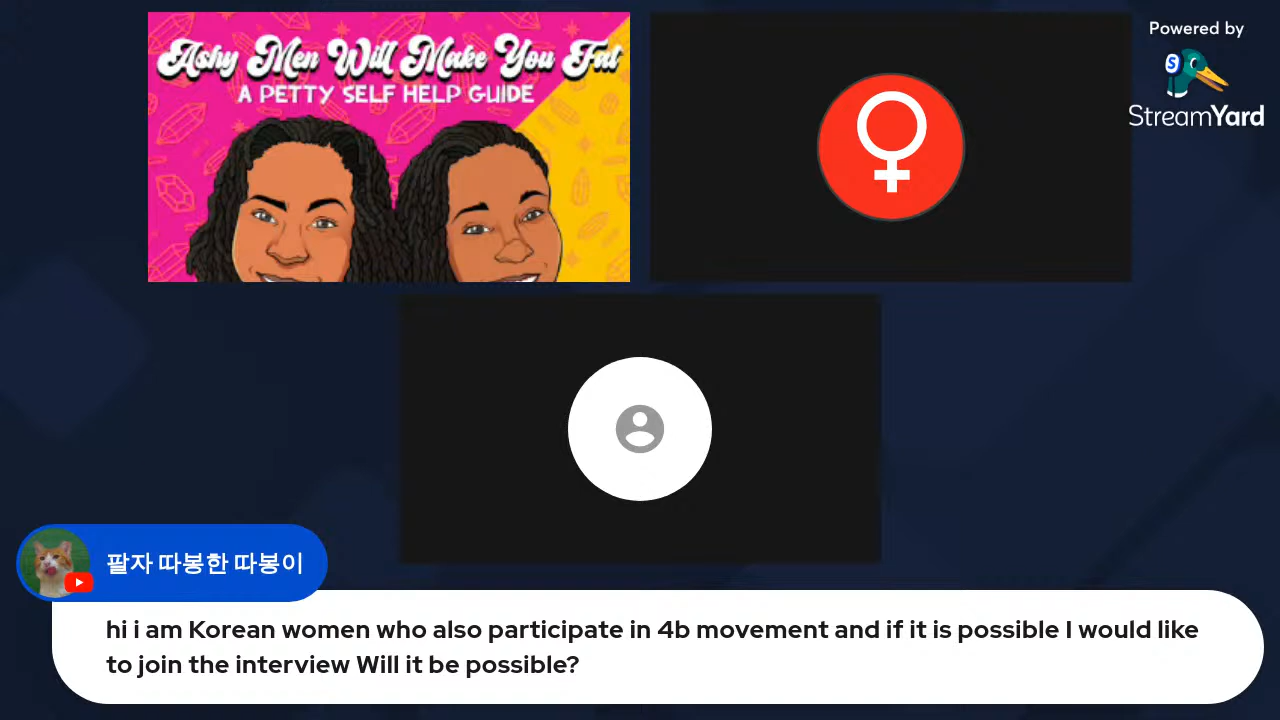 Ashy Men Will Make You Fat
A PETTY SELF HELP GUIDE
Powered by
S
StreamYard
팔자 따봉한 따봉이
hi i am Korean women who also participate in 4b movement and if it is possible I would like
to join the interview Will it be possible?